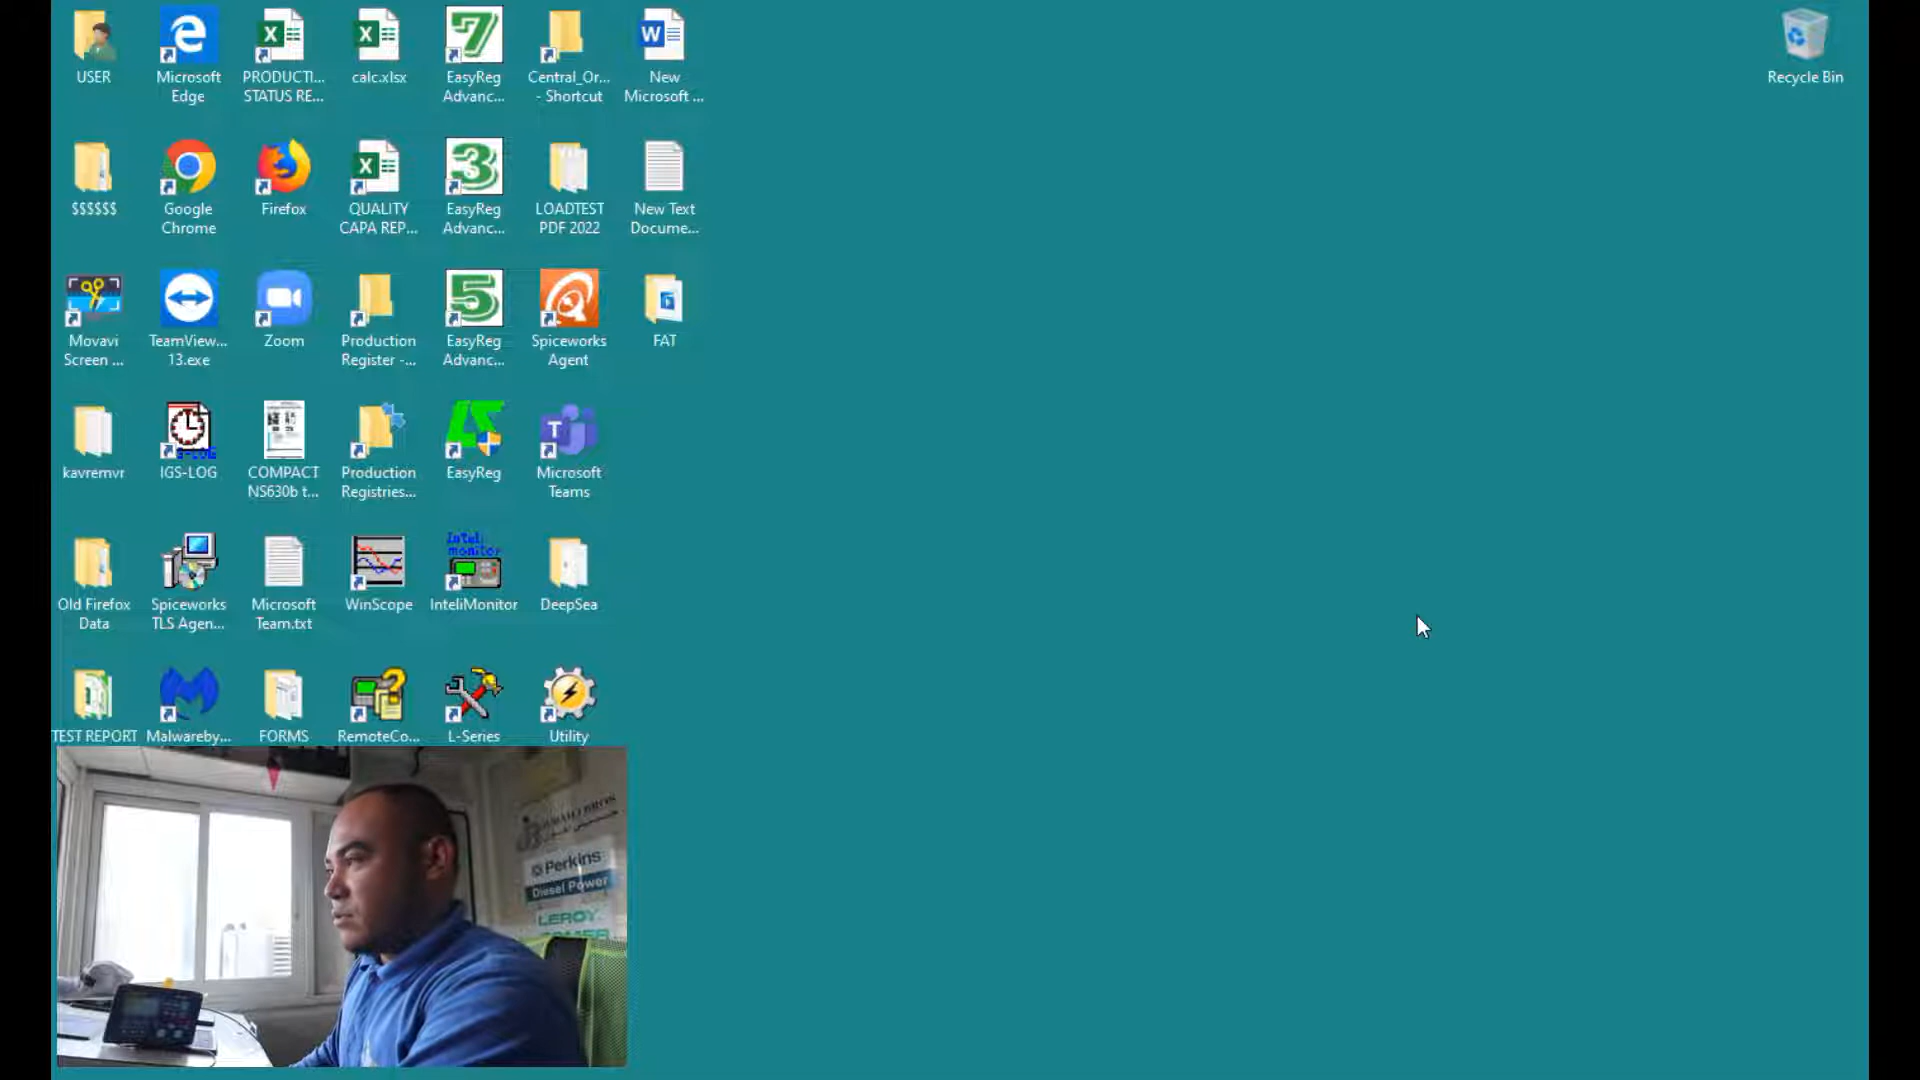 USER
Microsoft
Edge
PRODUCTI...
STATUS RE...
calc.xlsx
EasyReg
Advanc...
Central_Or...
- Shortcut
New
Microsoft ...
Recycle Bin
$$$$$$
Google
Chrome
Firefox
QUALITY
CAPA REP...
EasyReg
Advanc...
LOADTEST
PDF 2022
New Text
Docume...
Movavi
Screen ...
TeamView...
13.exe
Zoom
Production
Register -...
EasyReg
Advanc...
Spiceworks
Agent
FAT
kavremvr
IGS-LOG
COMPACT
NS630b t...
Production
Registries...
EasyReg
Microsoft
Teams
Old Firefox
Data
Spiceworks
TLS Agen...
Microsoft
Team.txt
WinScope
Inteli
monitor
InteliMonitor
DeepSea
TEST REPORT
Malwareby...
FORMS
RemoteCo...
L-Series
Utility
Perkins
Diesel Power
LEROY
SOMER